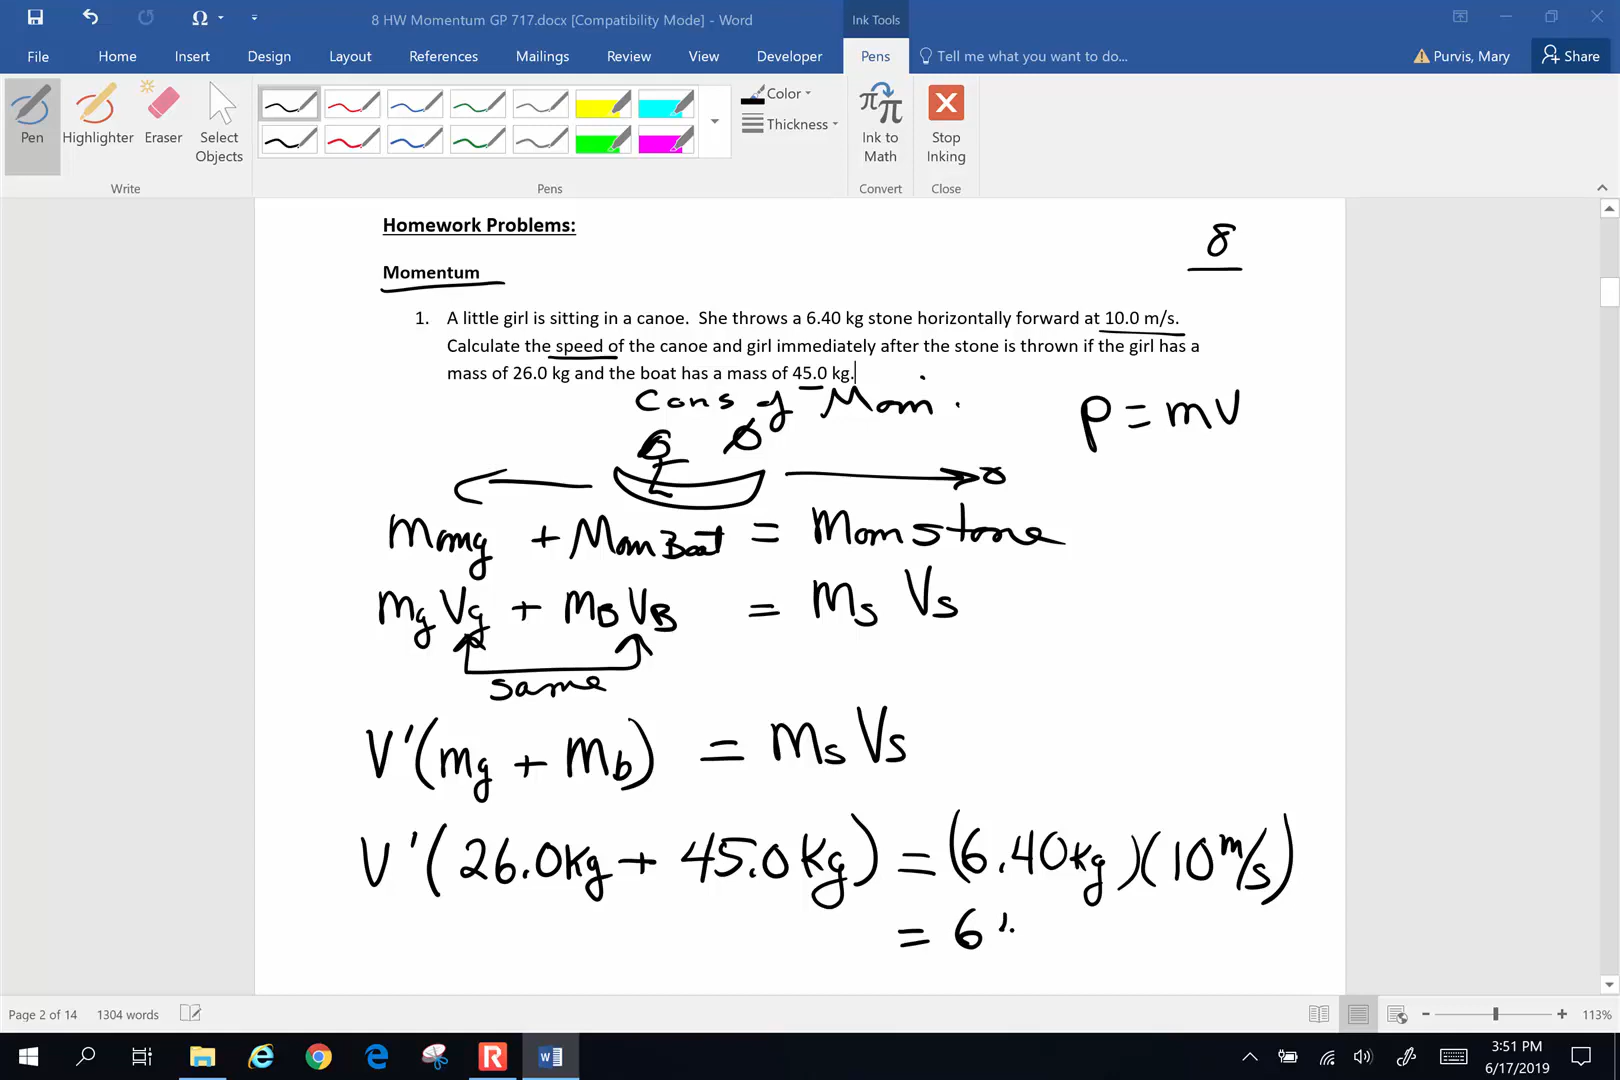 8 HW Momentum GP 717.docx [Compatibility Mode] - Word
Ink Tools
File Home Insert Design Layout References Mailings Review View Developer Pens Tell me what you want to do... Purvis, Mary Share
Pen Highlighter Eraser Select Objects
Color
Thickness
Ink to Math
Stop Inking
Write Pens Convert Close
Homework Problems:
8
Momentum
1. A little girl is sitting in a canoe. She throws a 6.40 kg stone horizontally forward at 10.0 m/s.
Calculate the speed of the canoe and girl immediately after the stone is thrown if the girl has a
mass of 26.0 kg and the boat has a mass of 45.0 kg.
Cons of Mom.
p = mv
Momg + Mom Boat = Mom stone
mg Vg + mB VB = ms Vs
same
V'(mg + mb) = ms Vs
V'(26.0kg + 45.0kg) = (6.40kg)(10 m/s)
= 6
Page 2 of 14 1304 words 113%
3:51 PM
6/17/2019